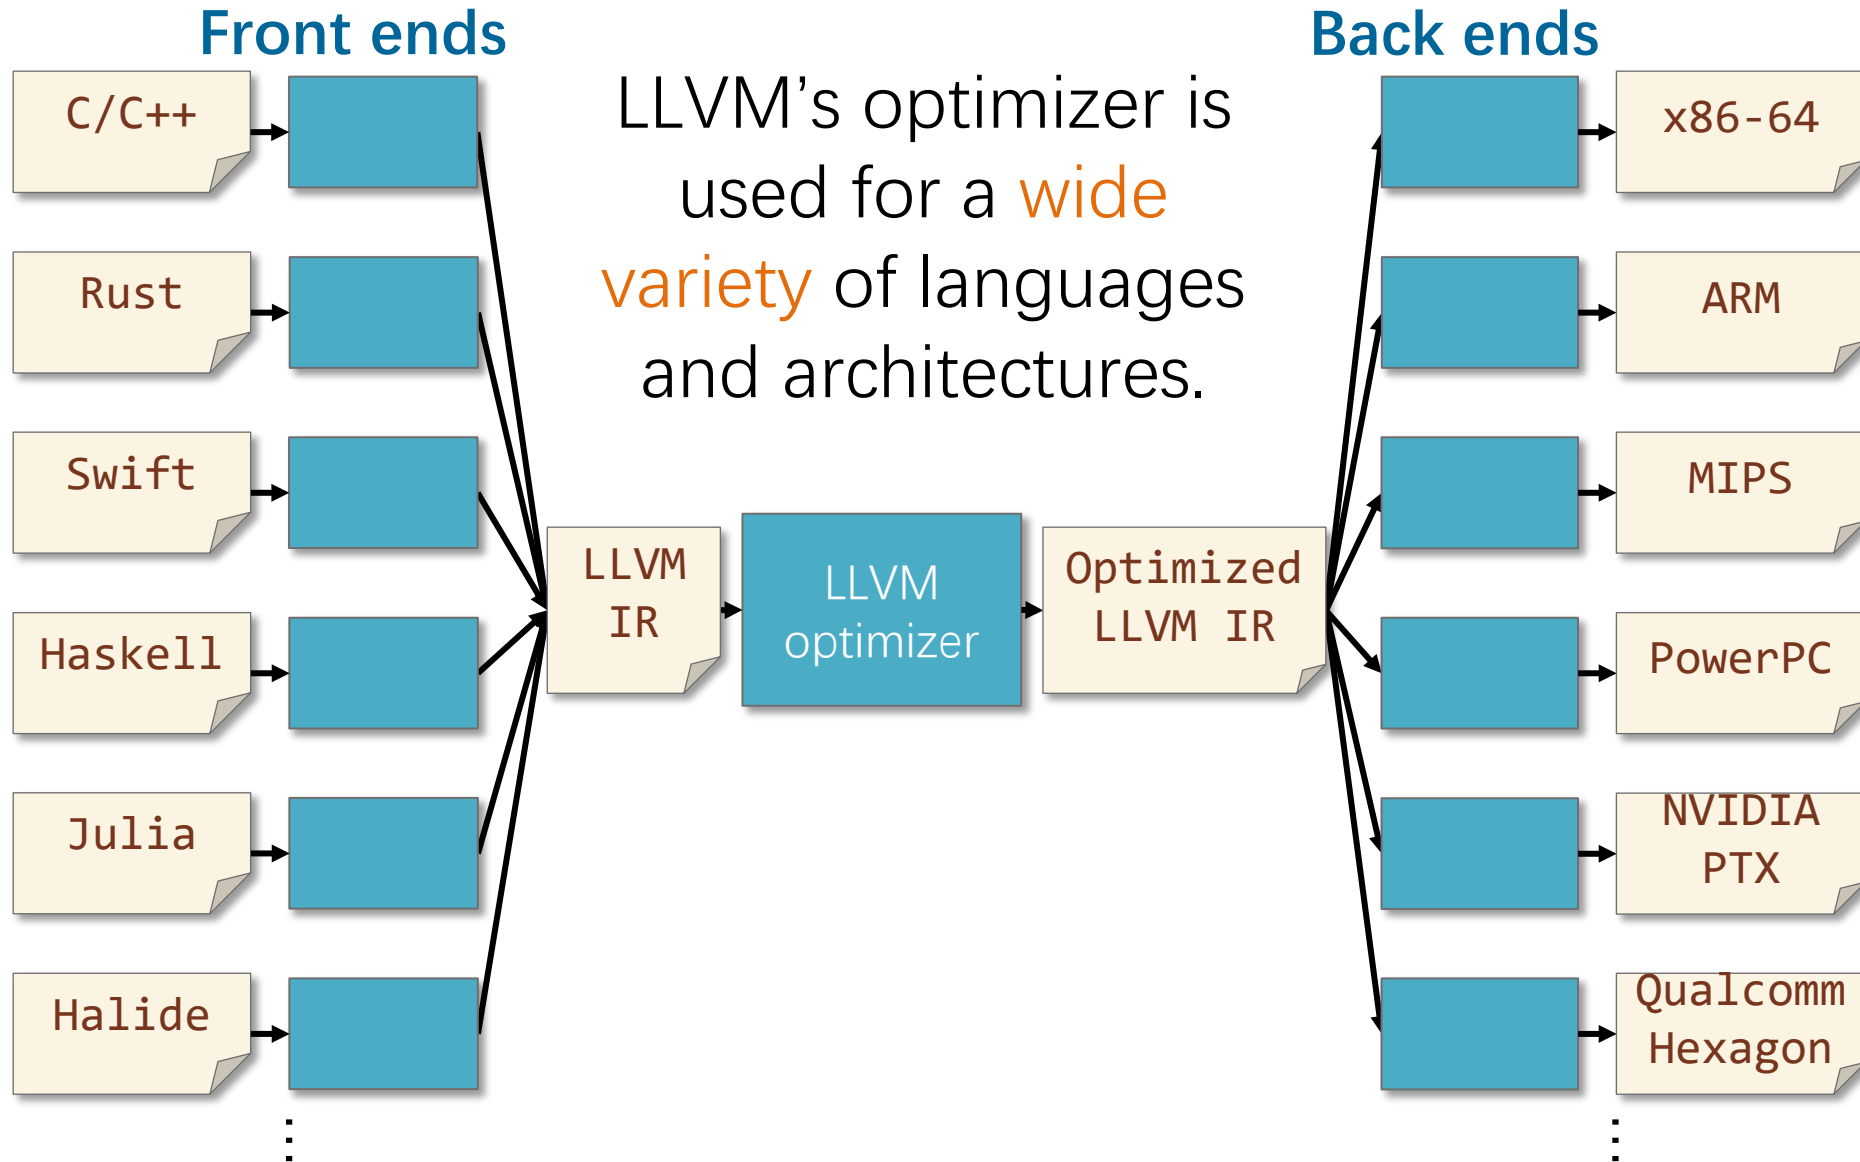 Front ends
Back ends
LLVM’s optimizer is
used for a wide
variety of languages
and architectures.
C/C++
Rust
Swift
Haskell
Julia
Halide
LLVM
IR
LLVM
optimizer
Optimized
LLVM IR
x86-64
ARM
MIPS
PowerPC
NVIDIA
PTX
Qualcomm
Hexagon